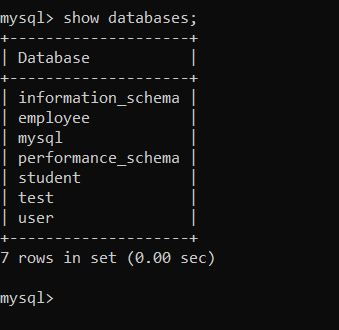 mysql> show databases;
+--------------------+
| Database           |
+--------------------+
| information_schema |
| employee           |
| mysql              |
| performance_schema |
| student            |
| test               |
| user               |
+--------------------+
7 rows in set (0.00 sec)
mysql>